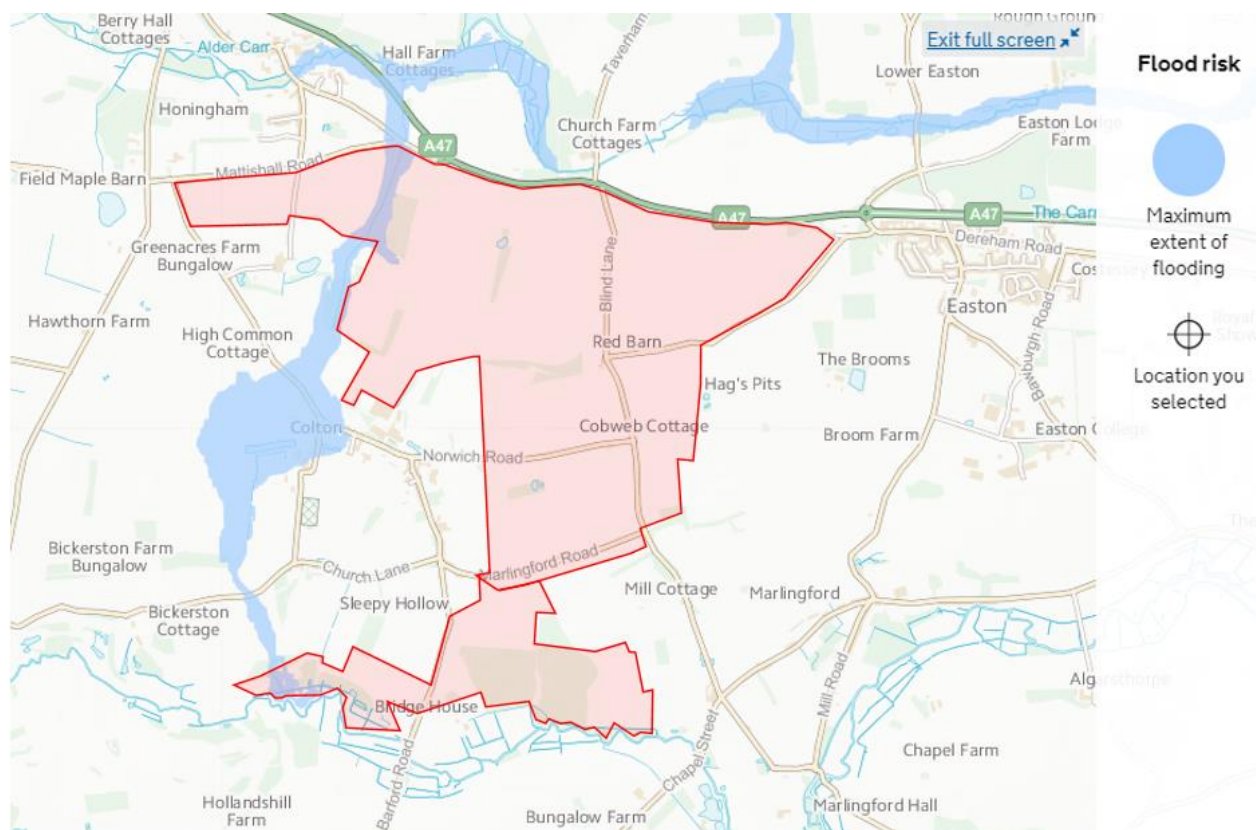 Berry Hall
Cottages
Alder Carr
Hall Farm
Cottages
Taverham
Rough Ground
Exit full screen
Lower Easton
Flood risk
Honingham
Church Farm
Cottages
Easton Lodge
Farm
A47
Mattishall Road
Field Maple Barn
A47
A47
The Carr
Maximum
extent of
flooding
Greenacres Farm
Bungalow
Dereham Road
Costessey
Blind Lane
Easton
Royal
Show
Hawthorn Farm
High Common
Cottage
Red Barn
The Brooms
Bawburgh Road
Hag's Pits
Location you
selected
Colton
Cobweb Cottage
Norwich Road
Broom Farm
Easton College
The
Bickerston Farm
Bungalow
Church Lane
Marlingford Road
Sleepy Hollow
Mill Cottage
Marlingford
Bickerston
Cottage
Algarsthorpe
Bridge House
Mill Road
Barford Road
Chapel Street
Chapel Farm
Hollandshill
Farm
Bungalow Farm
Marlingford Hall